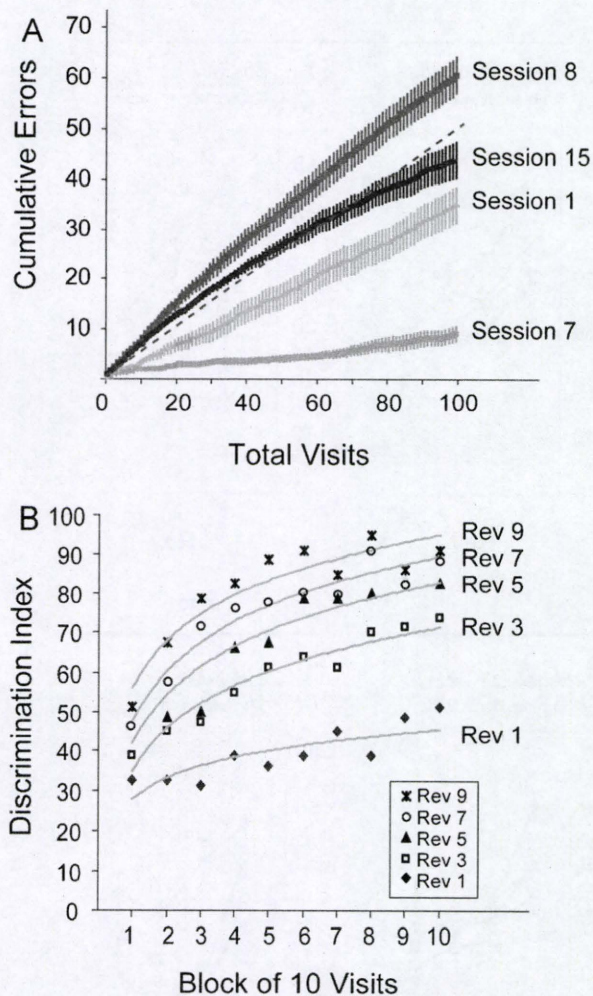 A
Cumulative Errors
70
60
50
40
30
20
10
0
20
40
60
80
100
Total Visits
Session 8
Session 15
Session 1
Session 7
B
Discrimination Index
100
90
80
70
60
50
40
30
20
10
0
1 2 3 4 5 6 7 8 9 10
Block of 10 Visits
Rev 9
Rev 7
Rev 5
Rev 3
Rev 1
Rev 9
Rev 7
Rev 5
Rev 3
Rev 1